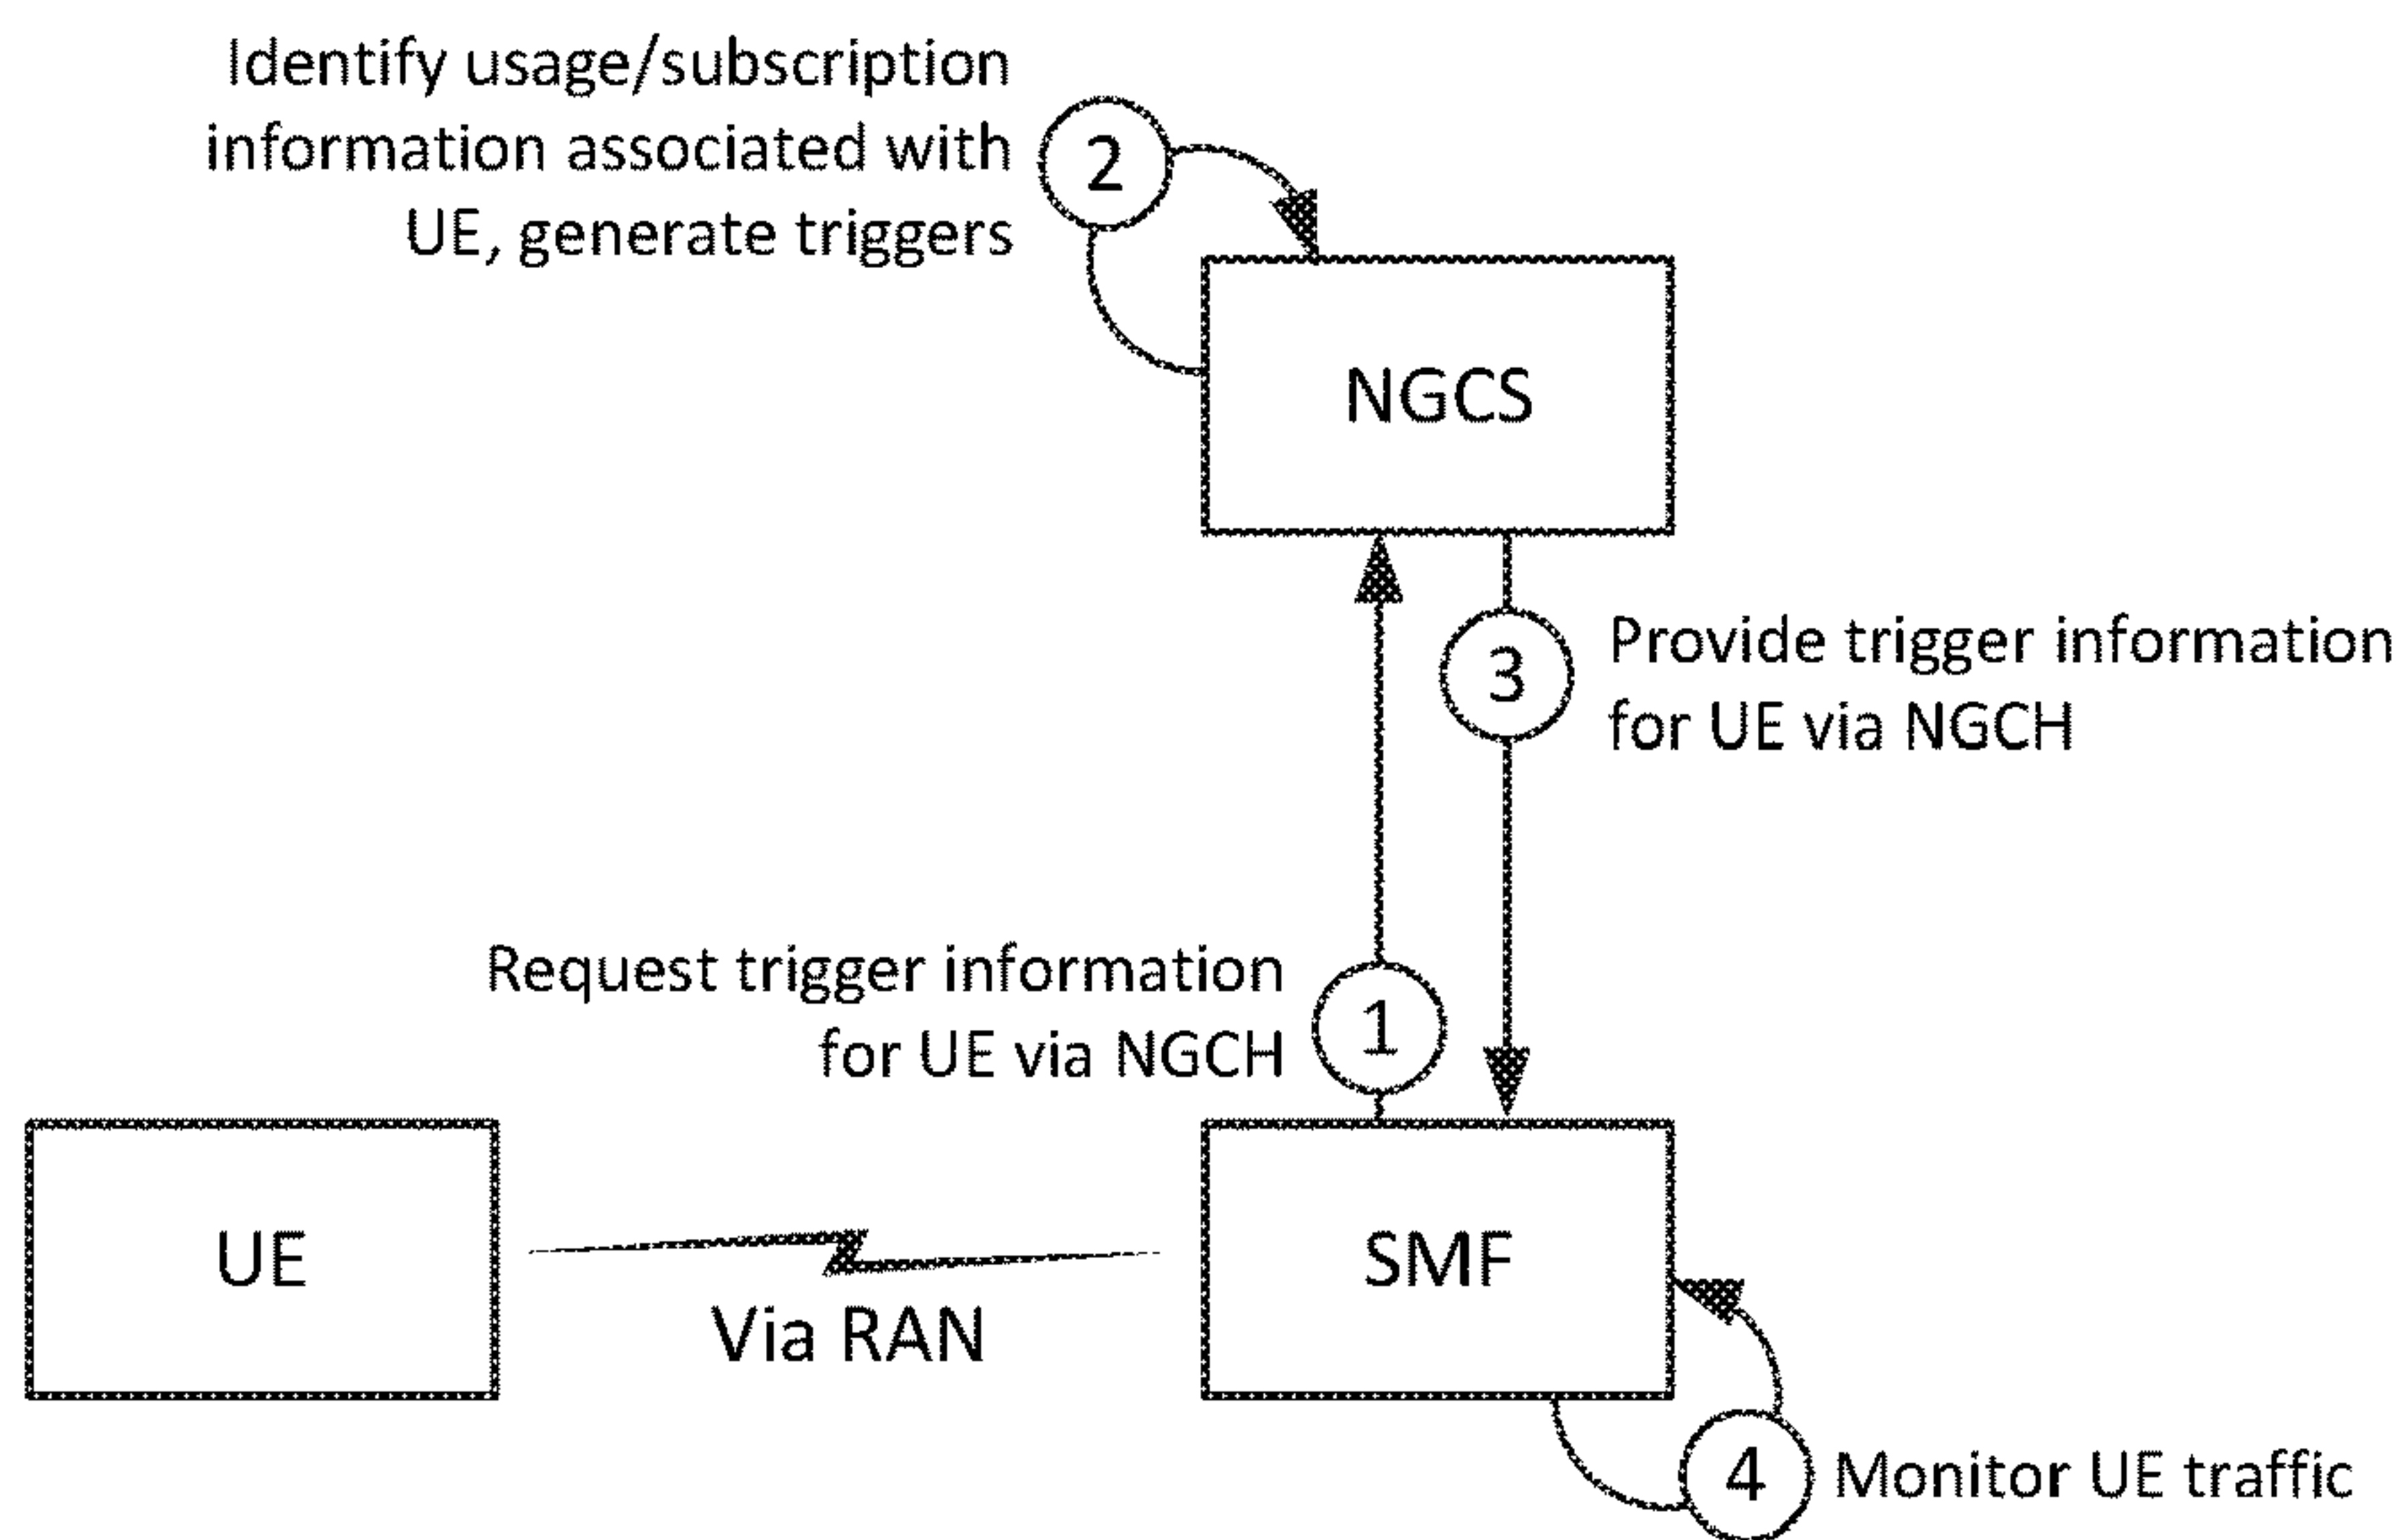 Identify usage/subscription
information associated with
UE, generate triggers
2
NGCS
3
Provide trigger information
for UE via NGCH
Request trigger information
for UE via NGCH
1
UE
Via RAN
SMF
4
Monitor UE traffic